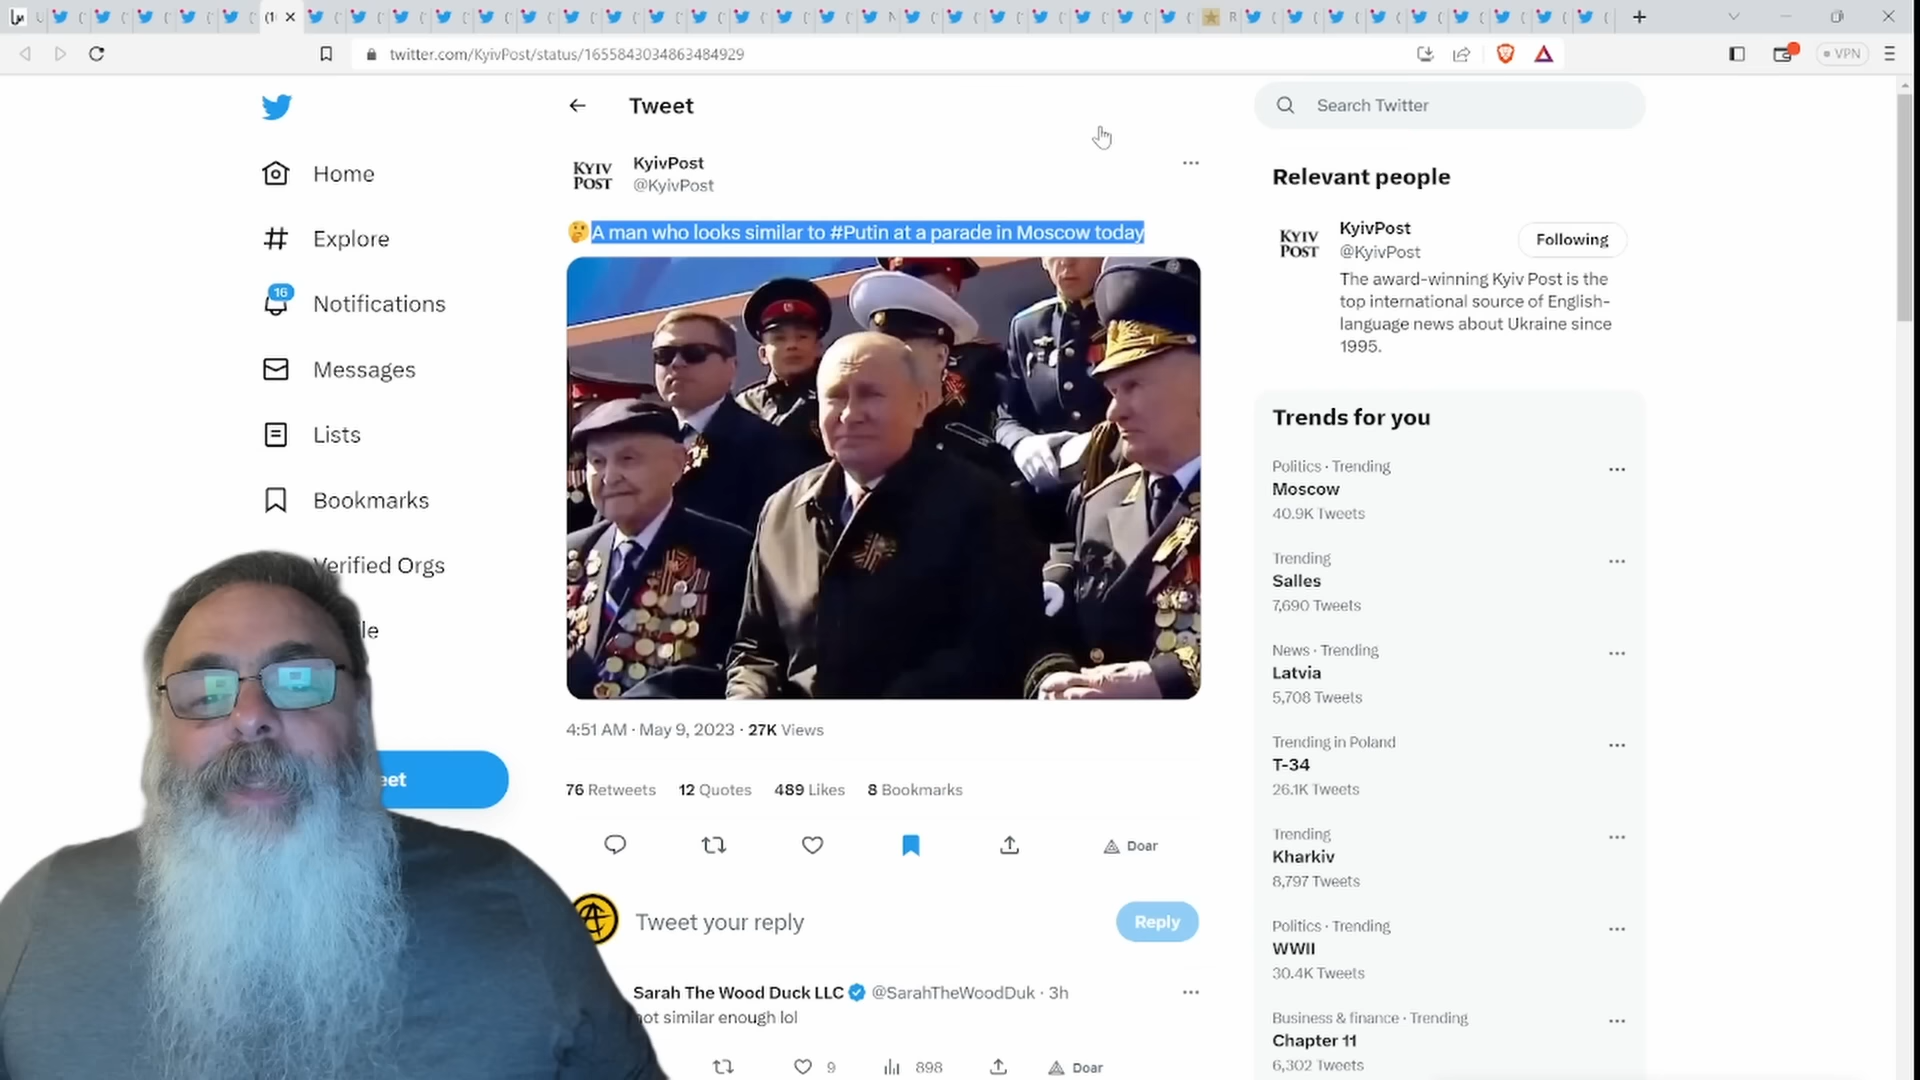 twitter.com/KyivPost/status/1655843034863484929
VPN
Tweet
Search Twitter
Home
Explore
16
Notifications
Messages
Lists
Bookmarks
Verified Orgs
KYIV
POST
KyivPost
@KyivPost
🤔A man who looks similar to #Putin at a parade in Moscow today
4:51 AM · May 9, 2023 · 27K Views
76 Retweets 12 Quotes 489 Likes 8 Bookmarks
Doar
Tweet your reply
Reply
Sarah The Wood Duck LLC @SarahTheWoodDuk · 3h
not similar enough lol
9 898 Doar
Relevant people
KYIV
POST
KyivPost
@KyivPost
Following
The award-winning Kyiv Post is the
top international source of English-
language news about Ukraine since
1995.
Trends for you
Politics · Trending
Moscow
40.9K Tweets
Trending
Salles
7,690 Tweets
News · Trending
Latvia
5,708 Tweets
Trending in Poland
T-34
26.1K Tweets
Trending
Kharkiv
8,797 Tweets
Politics · Trending
WWII
30.4K Tweets
Business & finance · Trending
Chapter 11
6,302 Tweets